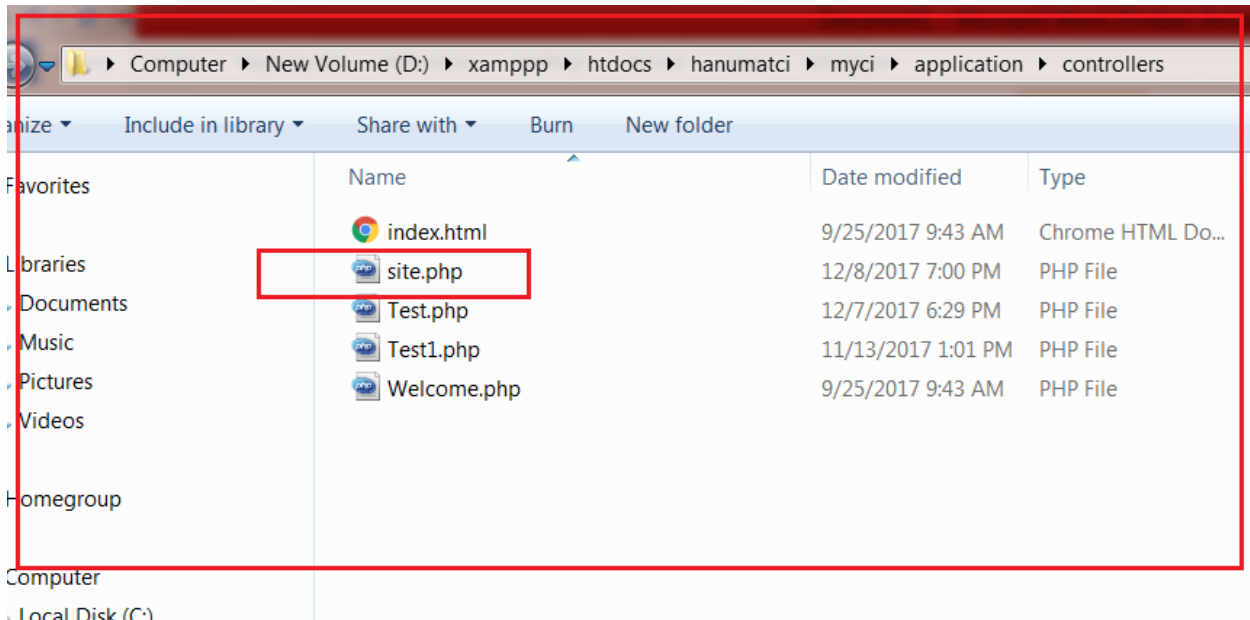 Computer New Volume (D:) xamppp htdocs hanumatci myci application controllers
anize Include in library Share with Burn New folder
Favorites
Name Date modified Type
index.html 9/25/2017 9:43 AM Chrome HTML Do...
Libraries
site.php 12/8/2017 7:00 PM PHP File
Documents
Test.php 12/7/2017 6:29 PM PHP File
Music
Test1.php 11/13/2017 1:01 PM PHP File
Pictures
Welcome.php 9/25/2017 9:43 AM PHP File
Videos
Homegroup
Computer
Local Disk (C:)